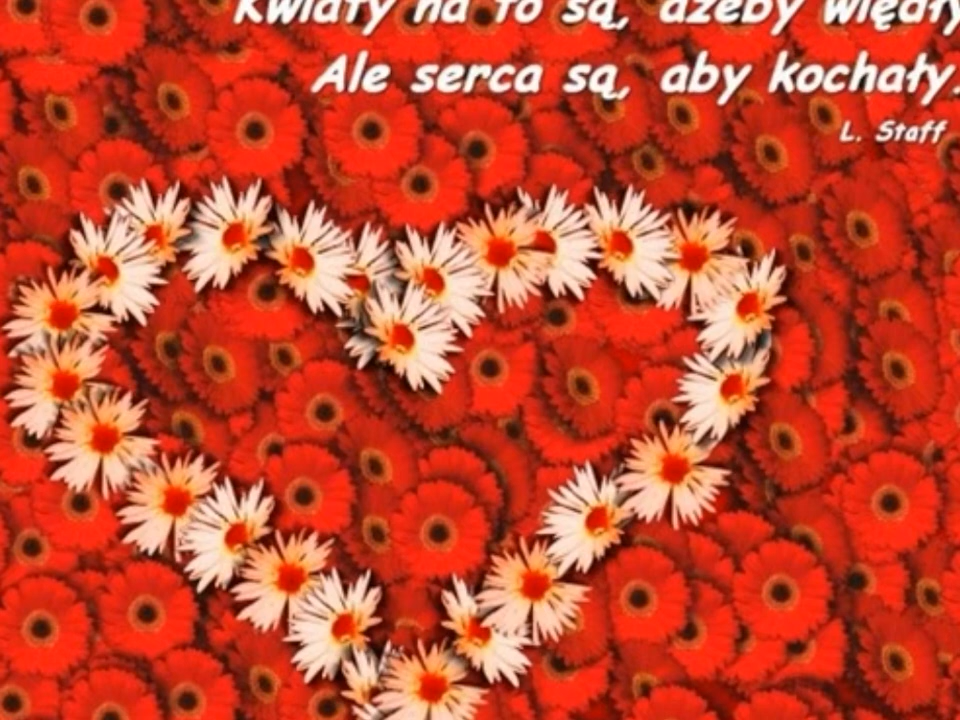 Kwiaty na to są, ażeby więdły
Ale serca są, aby kochały.
L. Staff